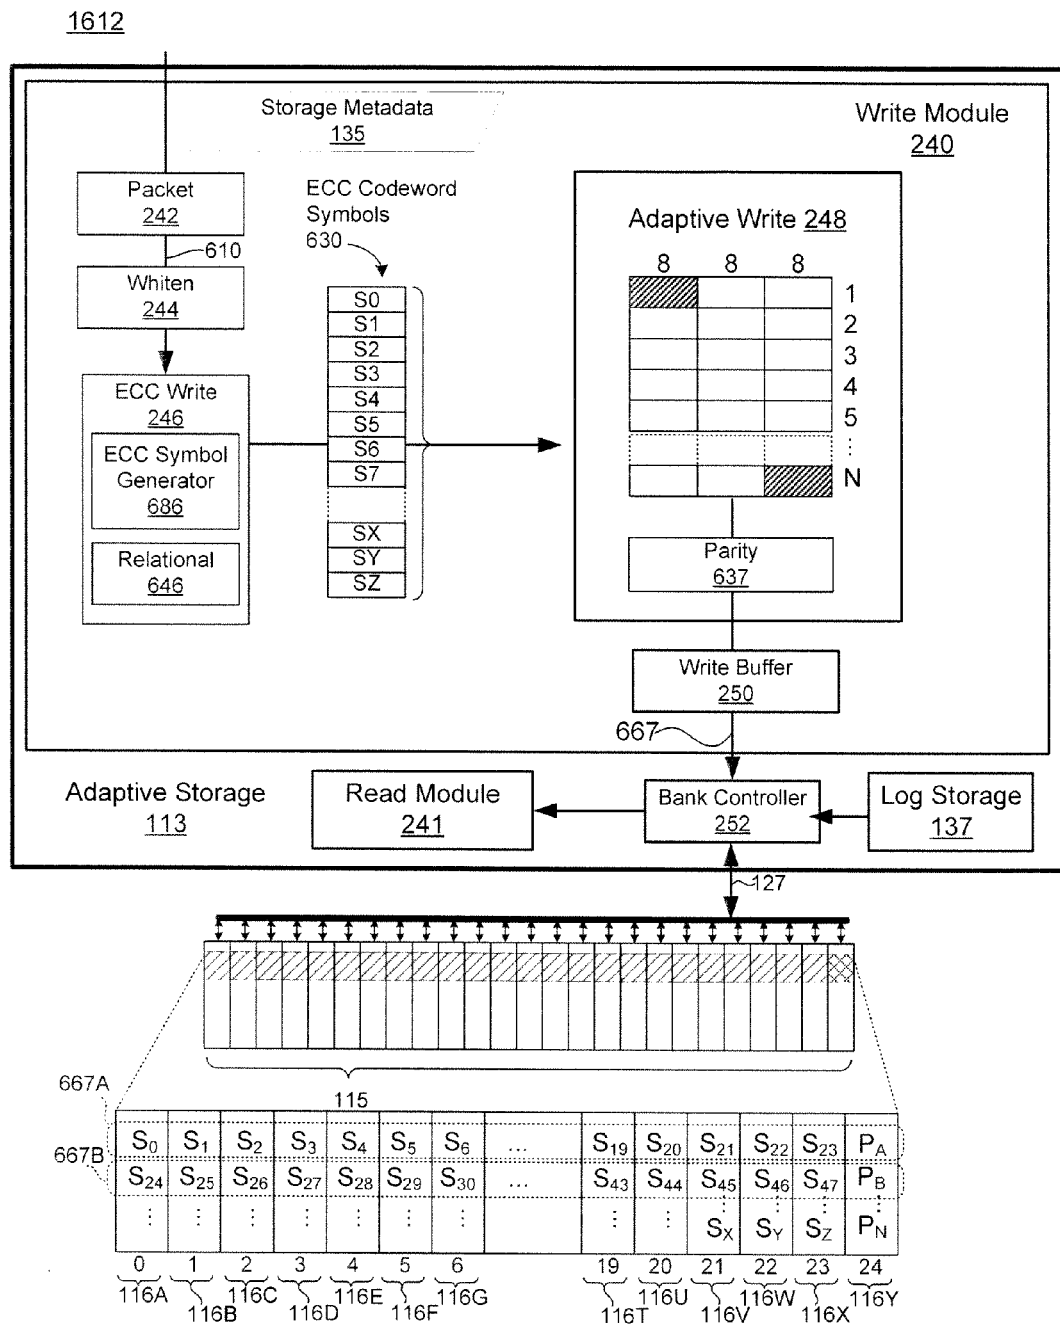 1612
Storage Metadata
135
Write Module
240
Packet
242
610
Whiten
244
ECC Write
246
ECC Symbol
Generator
686
Relational
646
ECC Codeword
Symbols
630
S0
S1
S2
S3
S4
S5
S6
S7
SX
SY
SZ
Adaptive Write 248
8 8 8
1
2
3
4
5
⋮
N
Parity
637
Write Buffer
250
667
Adaptive Storage
113
Read Module
241
Bank Controller
252
Log Storage
137
127
115
667A
667B
S0 S1 S2 S3 S4 S5 S6 ... S19 S20 S21 S22 S23 PA
S24 S25 S26 S27 S28 S29 S30 ... S43 S44 S45 S46 S47 PB
⋮ ⋮ ⋮ ⋮ ⋮ ⋮ ⋮ ⋮ ⋮ ⋮ ⋮ ⋮ ⋮
SX SY SZ PN
0 1 2 3 4 5 6 19 20 21 22 23 24
116A 116B 116C 116D 116E 116F 116G 116T 116U 116V 116W 116X 116Y